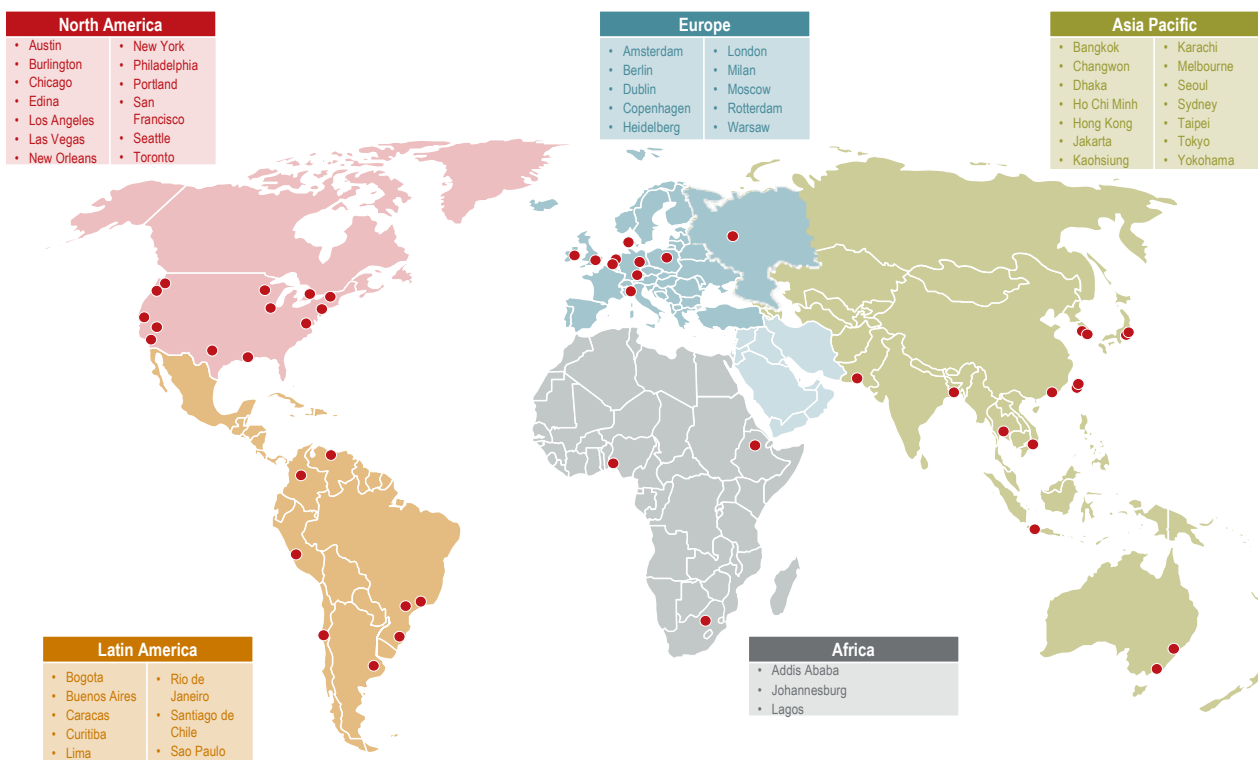 North America
• Austin
• Burlington
• Chicago
• Edina
• Los Angeles
• Las Vegas
• New Orleans
• New York
• Philadelphia
• Portland
• San
Francisco
• Seattle
• Toronto
Europe
• Amsterdam
• Berlin
• Dublin
• Copenhagen
• Heidelberg
• London
• Milan
• Moscow
• Rotterdam
• Warsaw
Asia Pacific
• Bangkok
• Changwon
• Dhaka
• Ho Chi Minh
• Hong Kong
• Jakarta
• Kaohsiung
• Karachi
• Melbourne
• Seoul
• Sydney
• Taipei
• Tokyo
• Yokohama
Latin America
• Bogota
• Buenos Aires
• Caracas
• Curitiba
• Lima
• Rio de
Janeiro
• Santiago de
Chile
• Sao Paulo
Africa
• Addis Ababa
• Johannesburg
• Lagos